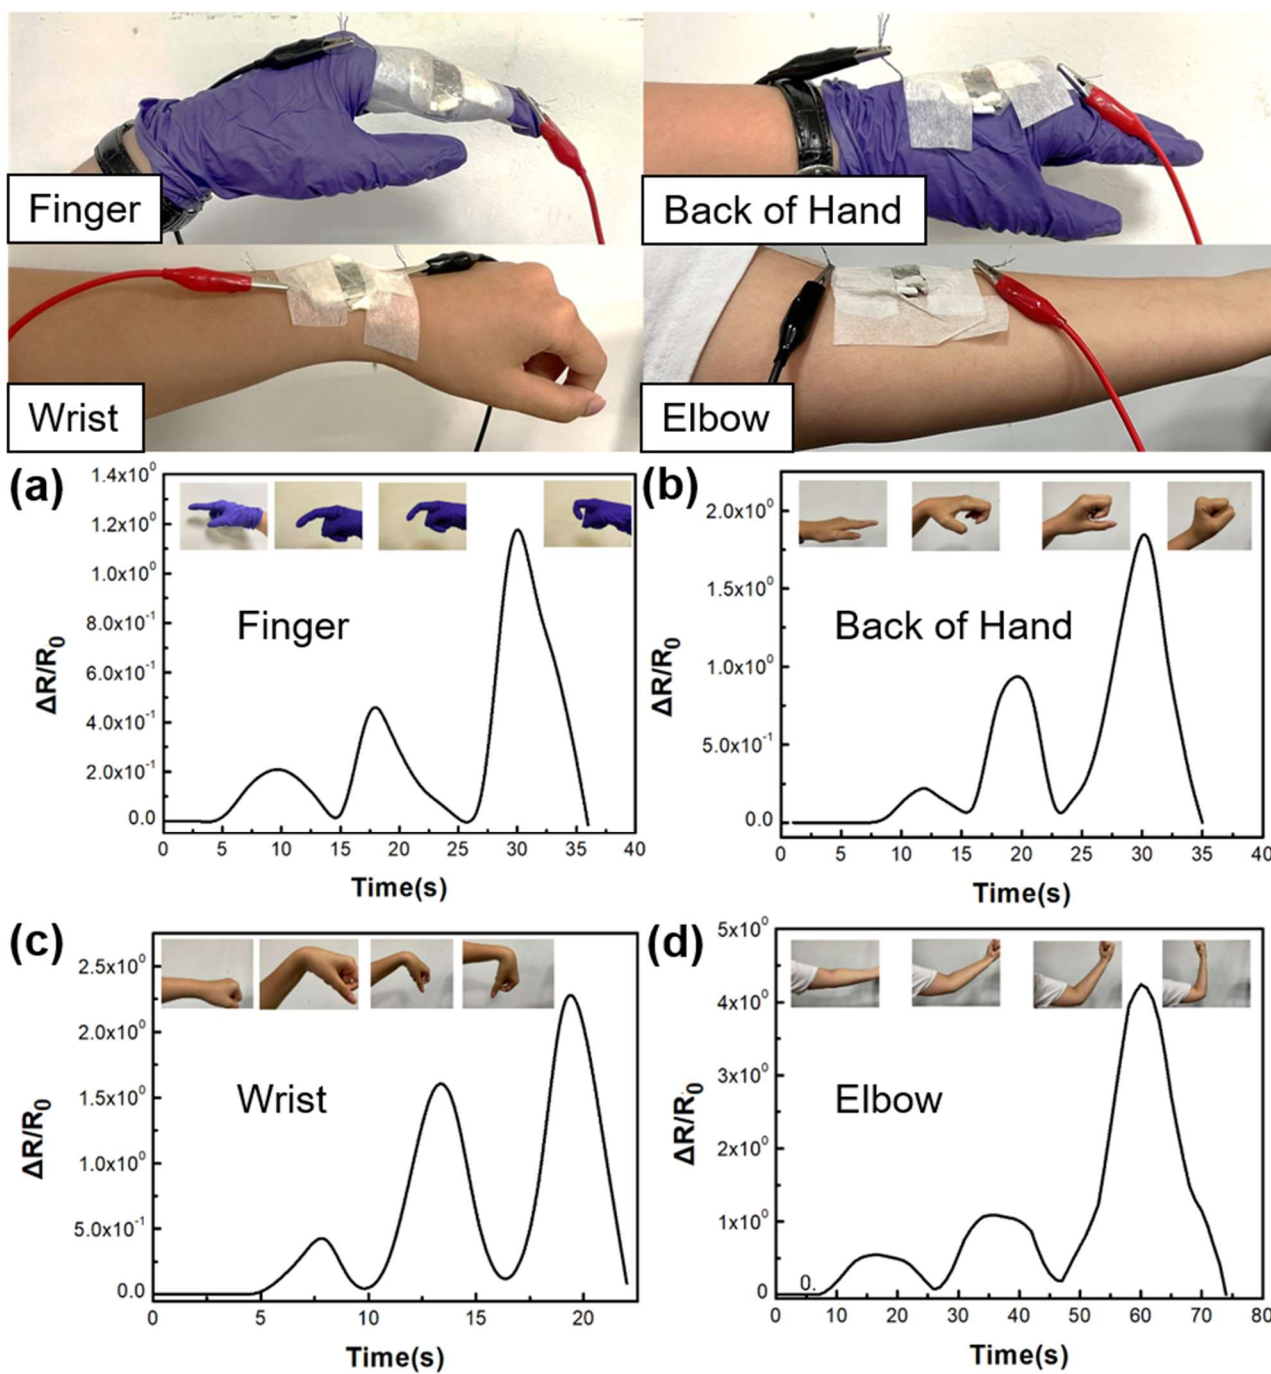 Finger
Back of Hand
Wrist
Elbow
(a)
1.4x10⁰
1.2x10⁰
1.0x10⁰
8.0x10⁻¹
6.0x10⁻¹
4.0x10⁻¹
2.0x10⁻¹
0.0
ΔR/R₀
Finger
0 5 10 15 20 25 30 35 40
Time(s)
(b)
2.0x10⁰
1.5x10⁰
1.0x10⁰
5.0x10⁻¹
0.0
ΔR/R₀
Back of Hand
0 5 10 15 20 25 30 35 40
Time(s)
(c)
2.5x10⁰
2.0x10⁰
1.5x10⁰
1.0x10⁰
5.0x10⁻¹
0.0
ΔR/R₀
Wrist
0 5 10 15 20
Time(s)
(d)
5x10⁰
4x10⁰
3x10⁰
2x10⁰
1x10⁰
0
0.
ΔR/R₀
Elbow
0 10 20 30 40 50 60 70 80
Time(s)